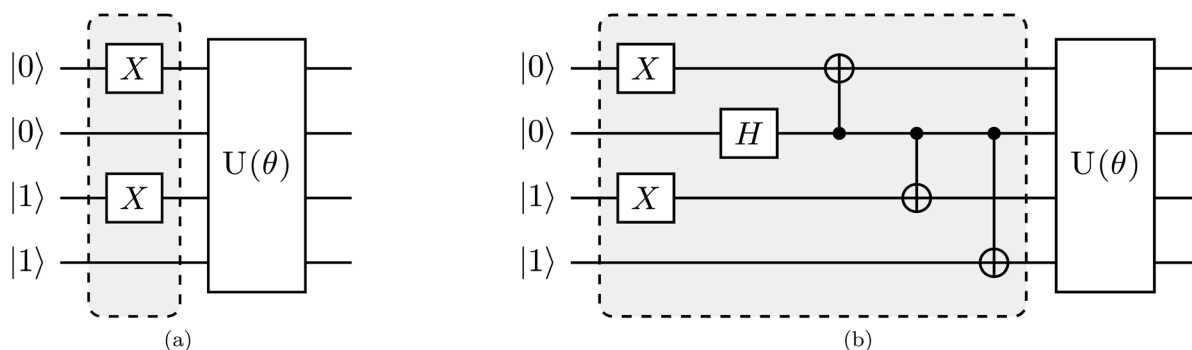 |0⟩ X |0⟩ X
|0⟩ |0⟩ H
U(θ) U(θ)
|1⟩ X |1⟩ X
|1⟩ |1⟩
(a) (b)